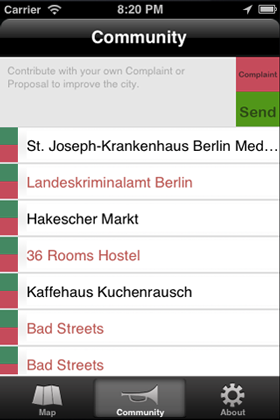 Carrier 8:20 PM
Community
Contribute with your own Complaint or
Proposal to improve the city.
Complaint
Send
St. Joseph-Krankenhaus Berlin Med...
Landeskriminalamt Berlin
Hakescher Markt
36 Rooms Hostel
Kaffehaus Kuchenrausch
Bad Streets
Bad Streets
Map Community About